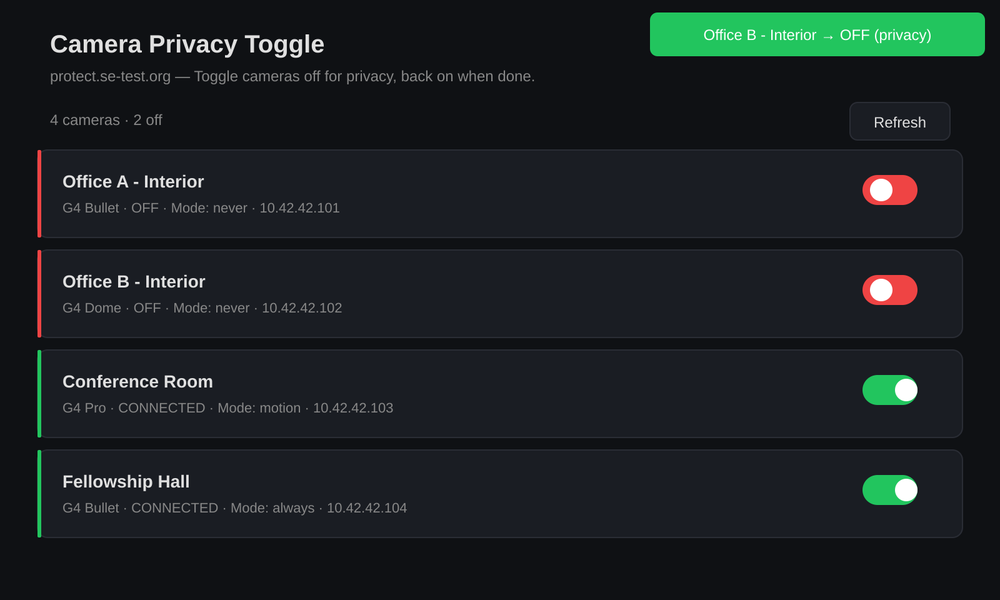 Camera Privacy Toggle
Office B - Interior → OFF (privacy)
protect.se-test.org — Toggle cameras off for privacy, back on when done.
4 cameras · 2 off
Refresh
Office A - Interior
G4 Bullet · OFF · Mode: never · 10.42.42.101
Office B - Interior
G4 Dome · OFF · Mode: never · 10.42.42.102
Conference Room
G4 Pro · CONNECTED · Mode: motion · 10.42.42.103
Fellowship Hall
G4 Bullet · CONNECTED · Mode: always · 10.42.42.104